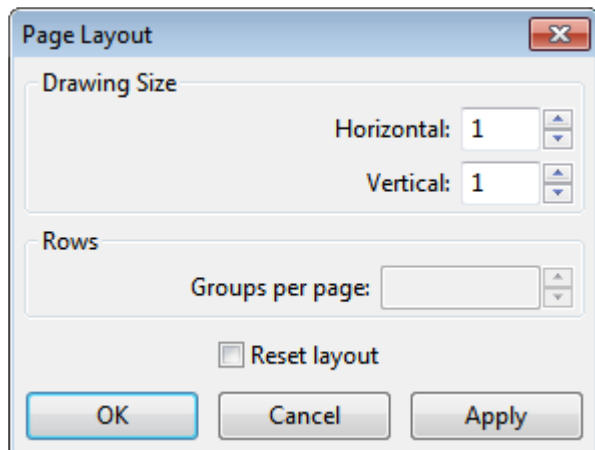 Page Layout
Drawing Size
Horizontal: 1
Vertical: 1
Rows
Groups per page:
Reset layout
OK Cancel Apply